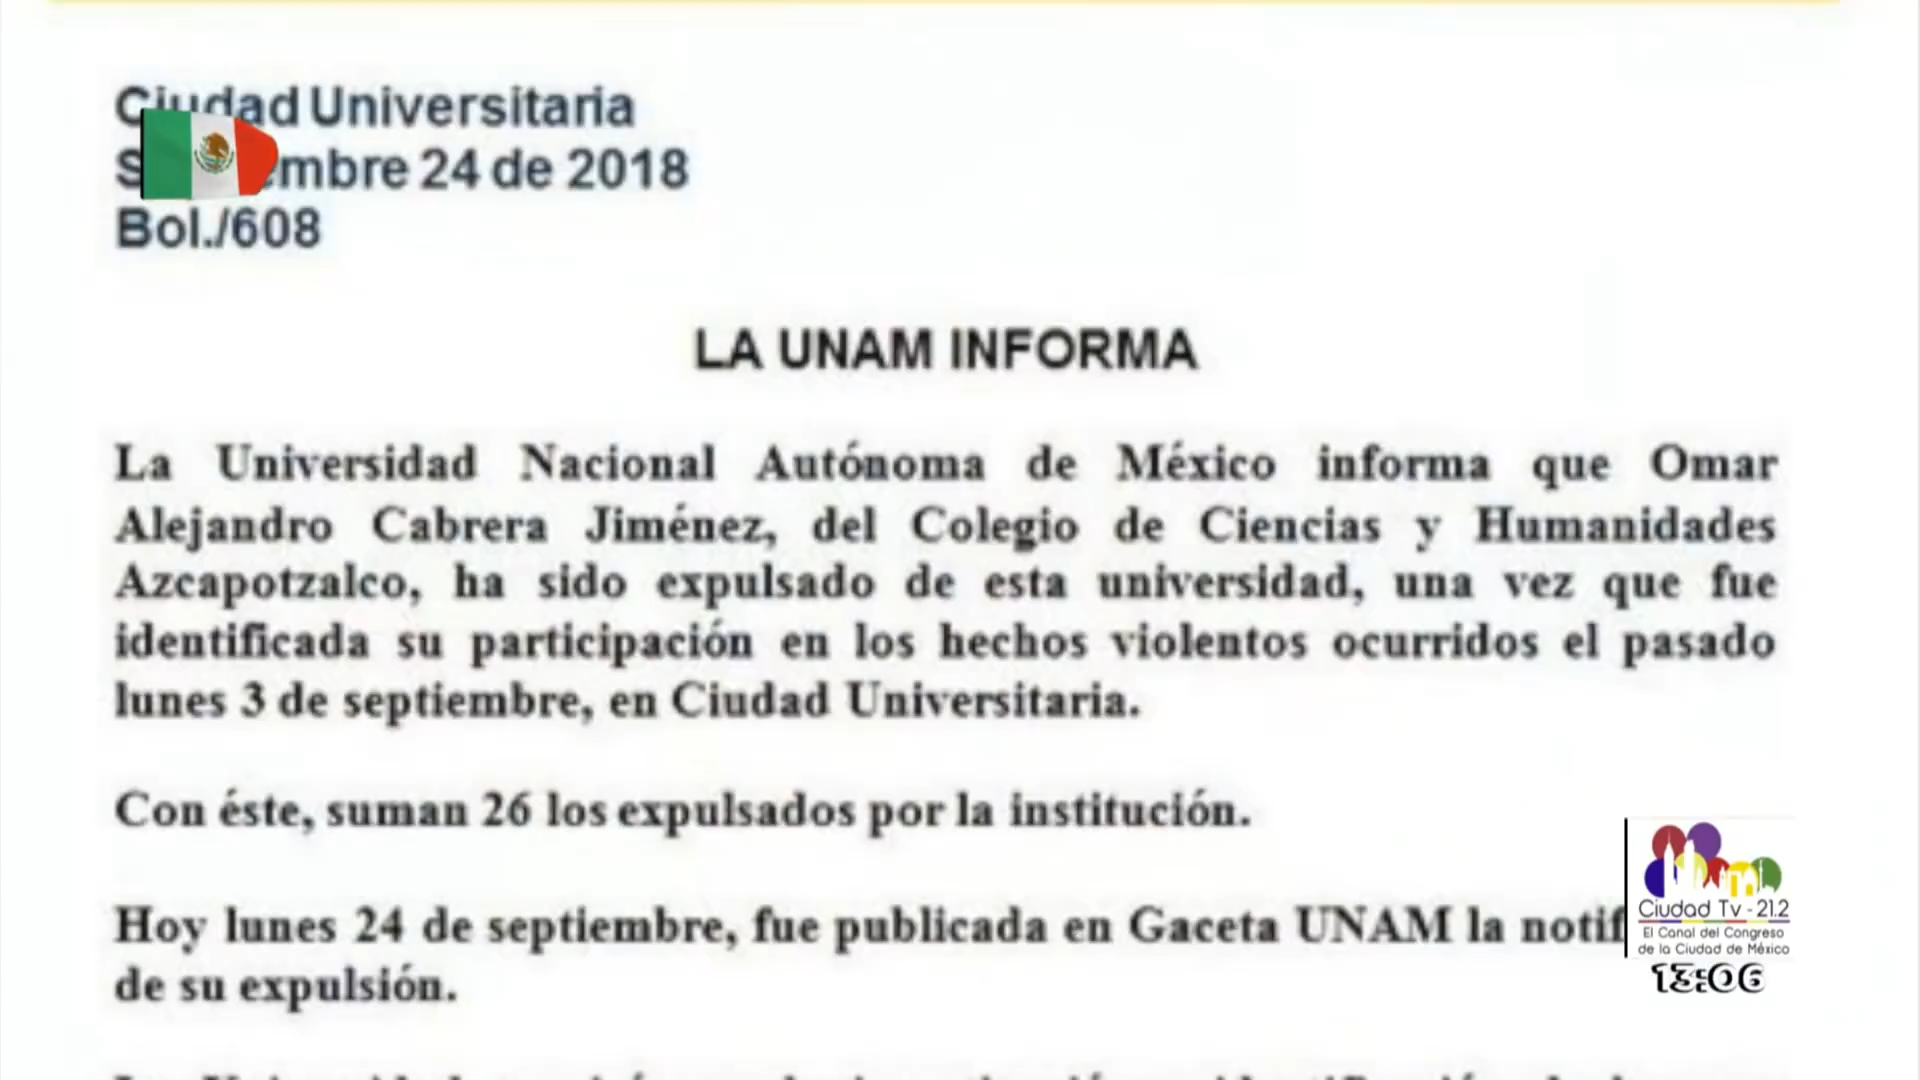 Ciudad Universitaria
mbre 24 de 2018
Bol./608
LA UNAM INFORMA
La Universidad Nacional Autónoma de México informa que Omar
Alejandro Cabrera Jiménez, del Colegio de Ciencias y Humanidades
Azcapotzalco, ha sido expulsado de esta universidad, una vez que fue
identificada su participación en los hechos violentos ocurridos el pasado
lunes 3 de septiembre, en Ciudad Universitaria.
Con éste, suman 26 los expulsados por la institución.
Hoy lunes 24 de septiembre, fue publicada en Gaceta UNAM la notif
de su expulsión.
Ciudad Tv - 21.2
El Canal del Congreso
de la Ciudad de México